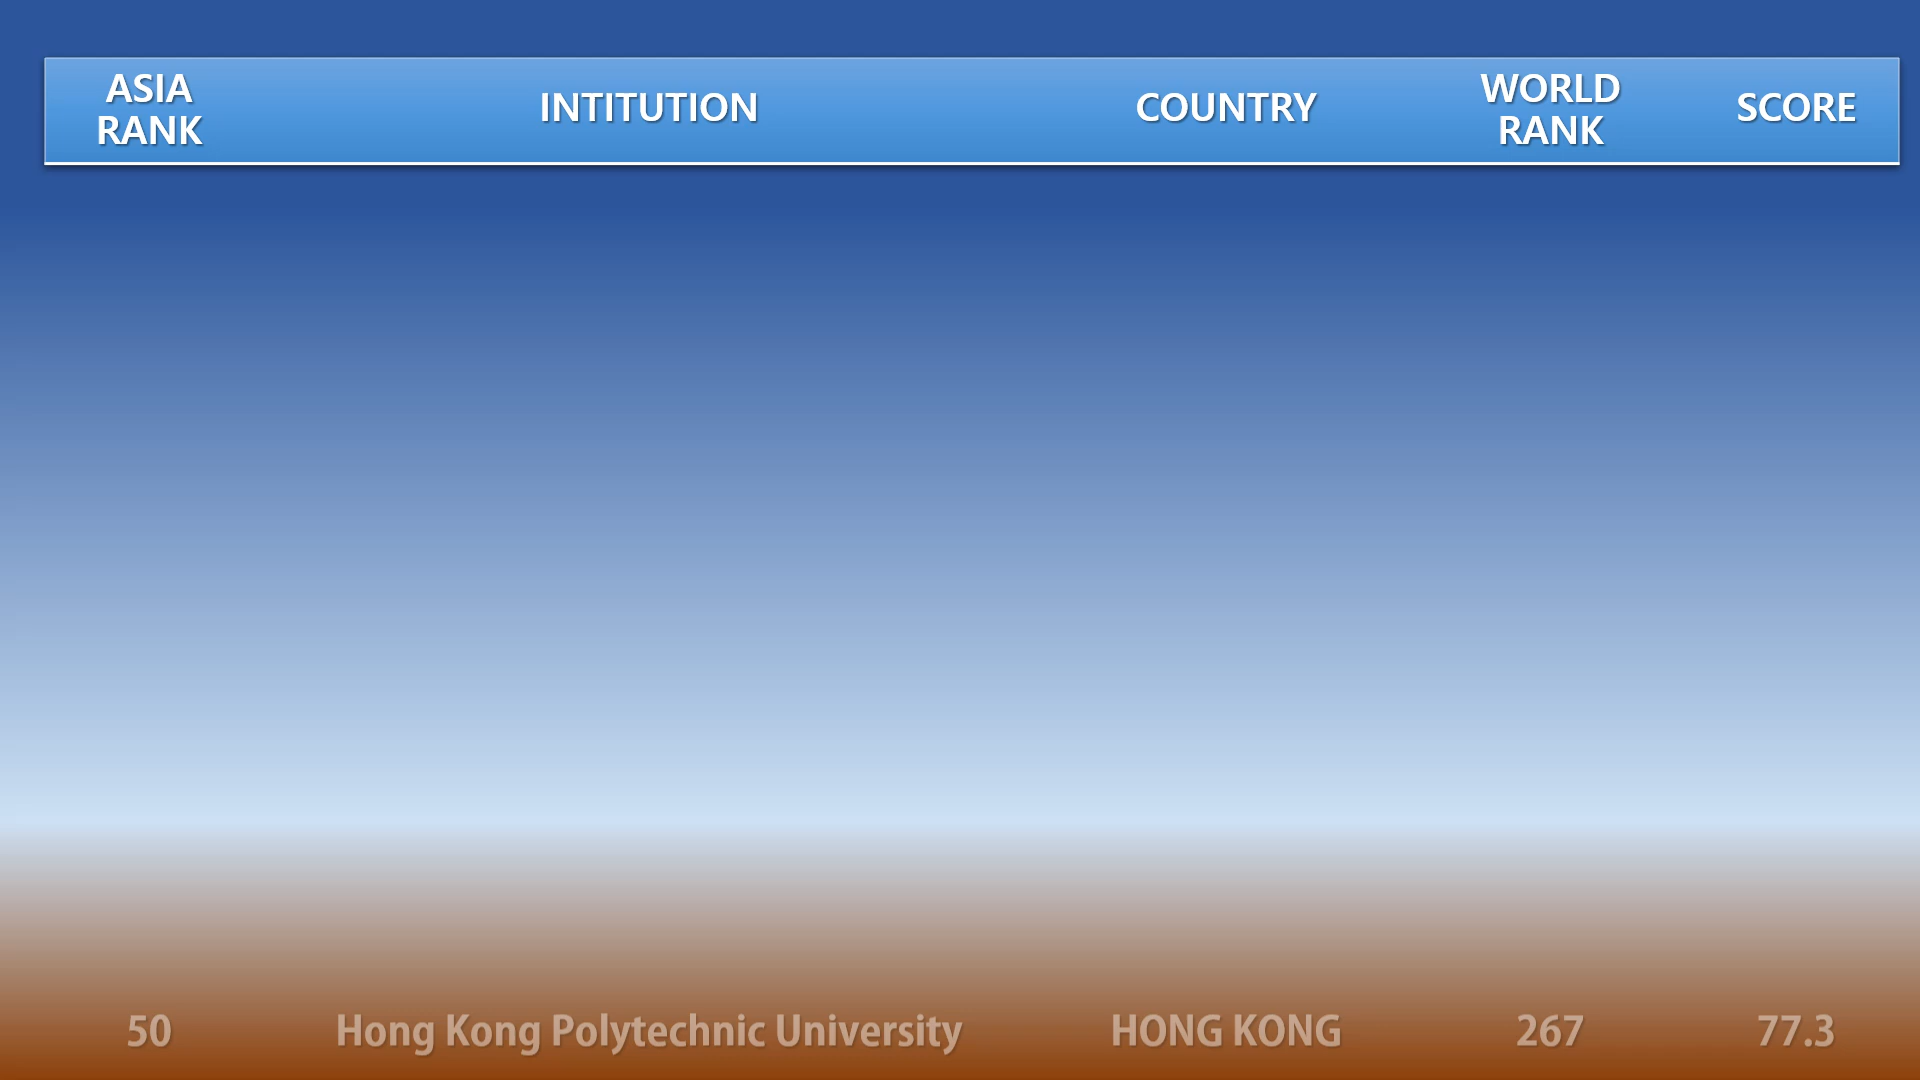 ASIA RANK INTITUTION COUNTRY WORLD RANK SCORE
50 Hong Kong Polytechnic University HONG KONG 267 77.3